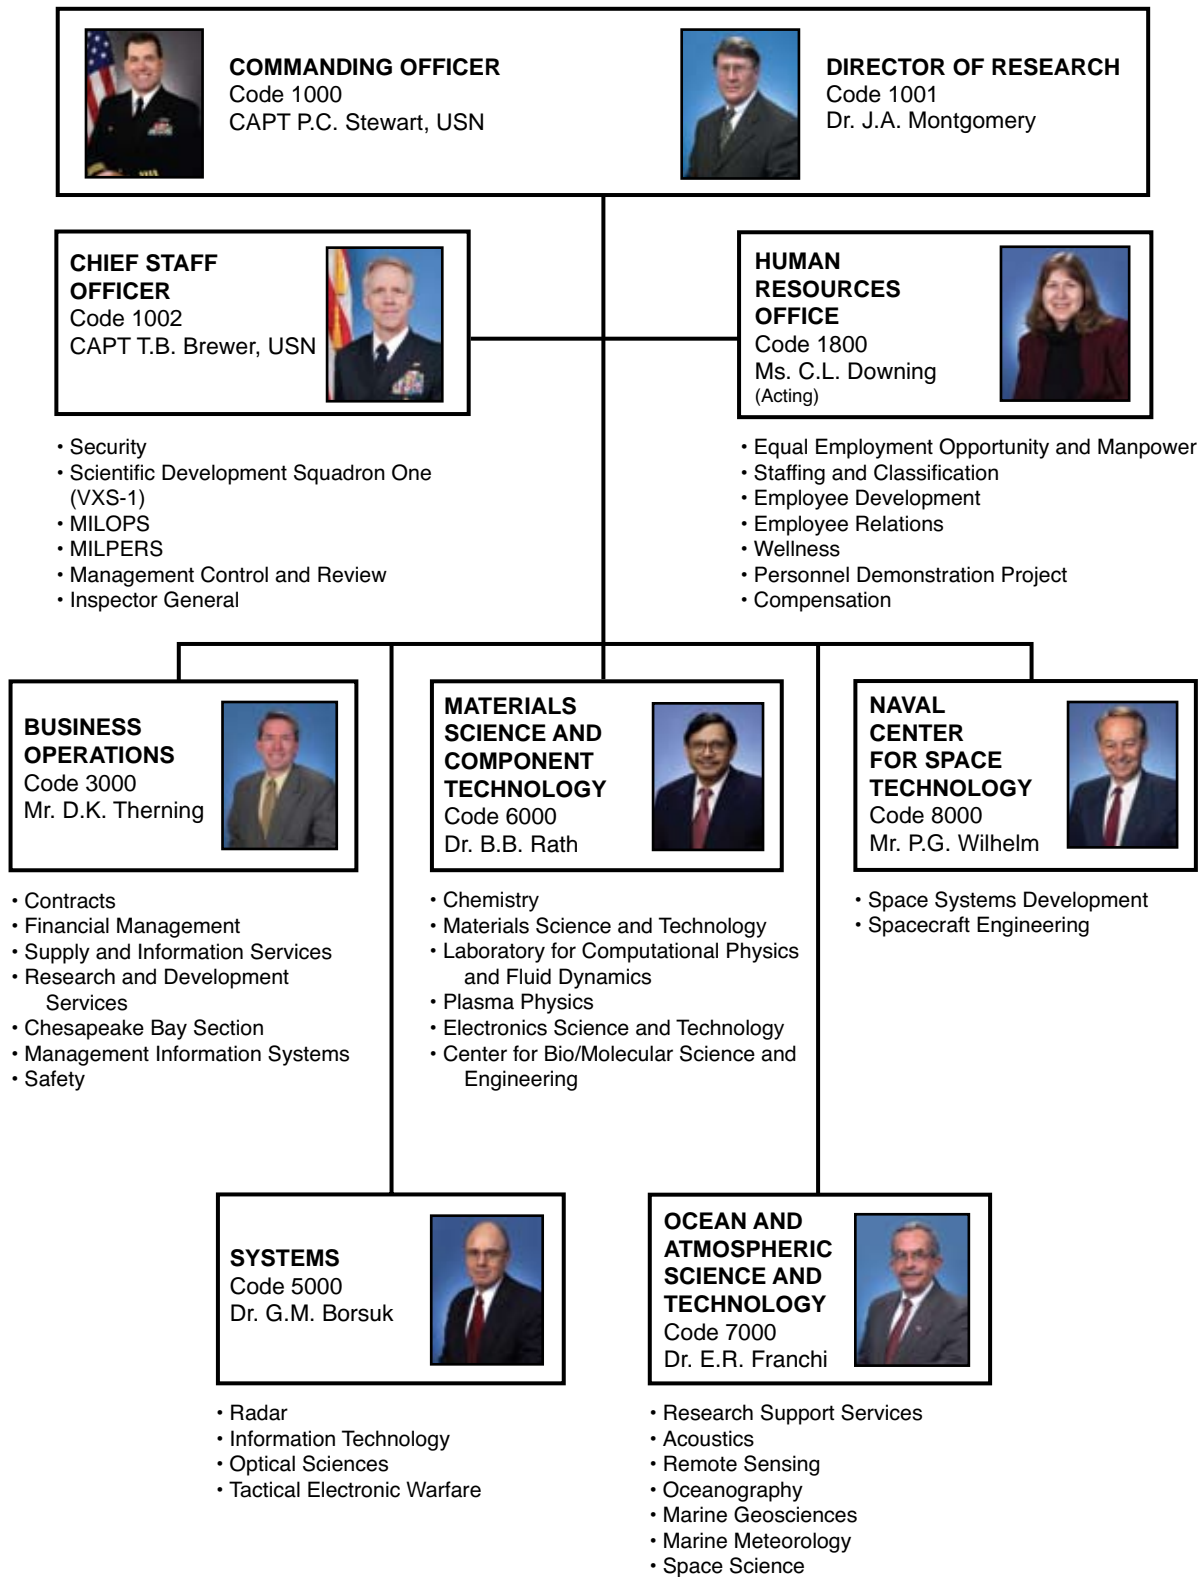 COMMANDING OFFICER
Code 1000
CAPT P.C. Stewart, USN
DIRECTOR OF RESEARCH
Code 1001
Dr. J.A. Montgomery
CHIEF STAFF
OFFICER
Code 1002
CAPT T.B. Brewer, USN
• Security
• Scientific Development Squadron One
(VXS-1)
• MILOPS
• MILPERS
• Management Control and Review
• Inspector General
HUMAN
RESOURCES
OFFICE
Code 1800
Ms. C.L. Downing
(Acting)
• Equal Employment Opportunity and Manpower
• Staffing and Classification
• Employee Development
• Employee Relations
• Wellness
• Personnel Demonstration Project
• Compensation
BUSINESS
OPERATIONS
Code 3000
Mr. D.K. Therning
• Contracts
• Financial Management
• Supply and Information Services
• Research and Development
Services
• Chesapeake Bay Section
• Management Information Systems
• Safety
MATERIALS
SCIENCE AND
COMPONENT
TECHNOLOGY
Code 6000
Dr. B.B. Rath
• Chemistry
• Materials Science and Technology
• Laboratory for Computational Physics
and Fluid Dynamics
• Plasma Physics
• Electronics Science and Technology
• Center for Bio/Molecular Science and
Engineering
NAVAL
CENTER
FOR SPACE
TECHNOLOGY
Code 8000
Mr. P.G. Wilhelm
• Space Systems Development
• Spacecraft Engineering
SYSTEMS
Code 5000
Dr. G.M. Borsuk
• Radar
• Information Technology
• Optical Sciences
• Tactical Electronic Warfare
OCEAN AND
ATMOSPHERIC
SCIENCE AND
TECHNOLOGY
Code 7000
Dr. E.R. Franchi
• Research Support Services
• Acoustics
• Remote Sensing
• Oceanography
• Marine Geosciences
• Marine Meteorology
• Space Science